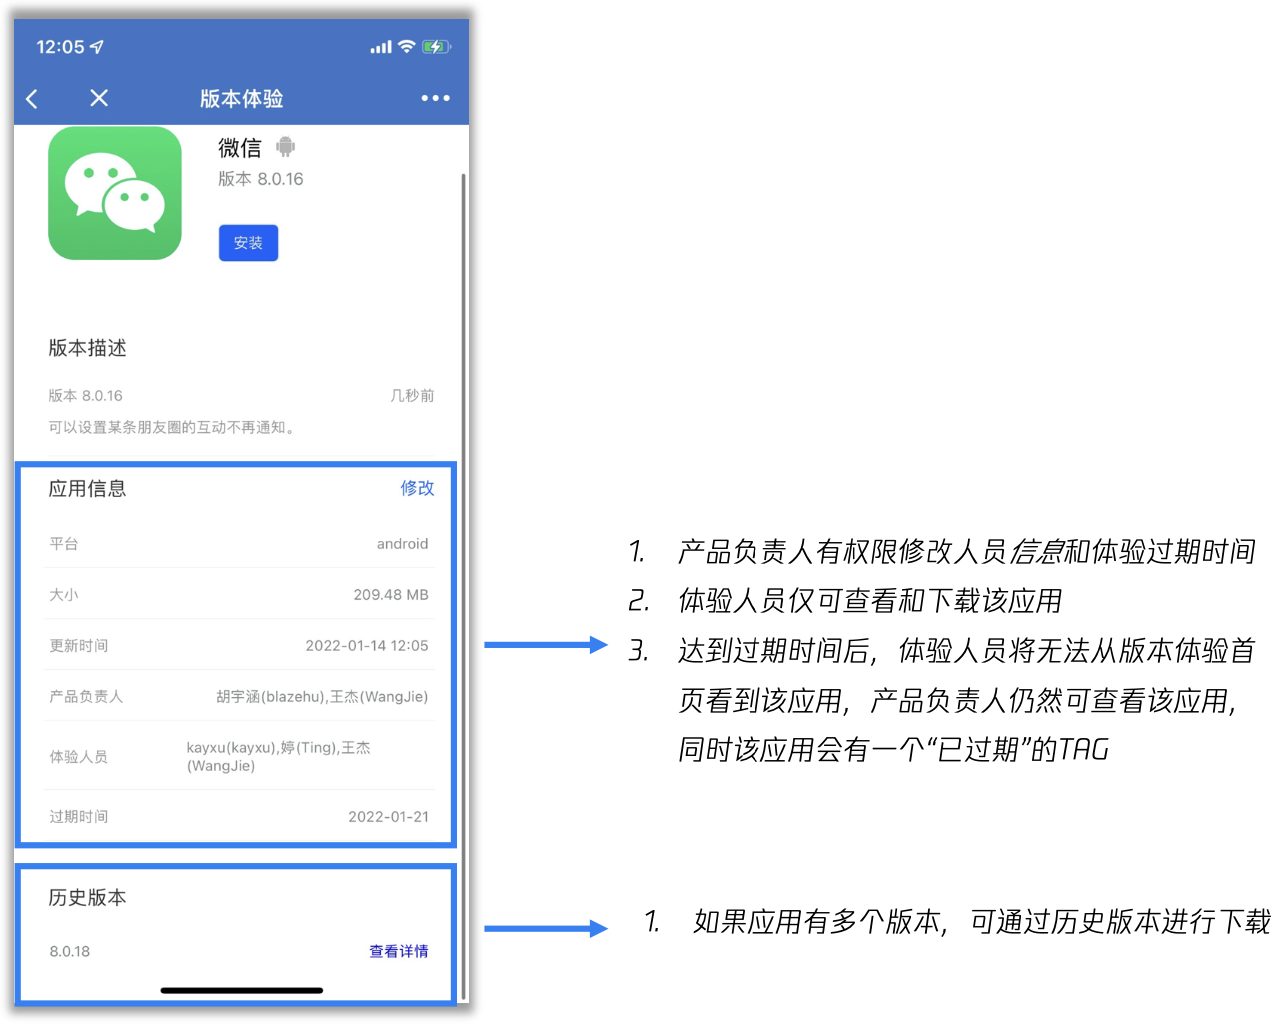 12:05
版本体验
微信
版本 8.0.16
安装
版本描述
版本 8.0.16 几秒前
可以设置某条朋友圈的互动不再通知。
应用信息 修改
平台 android
大小 209.48 MB
更新时间 2022-01-14 12:05
产品负责人 胡宇涵(blazehu),王杰(WangJie)
体验人员 kayxu(kayxu),婷(Ting),王杰
(WangJie)
过期时间 2022-01-21
历史版本
8.0.18 查看详情
1. 产品负责人有权限修改人员信息和体验过期时间
2. 体验人员仅可查看和下载该应用
3. 达到过期时间后，体验人员将无法从版本体验首
页看到该应用，产品负责人仍然可查看该应用，
同时该应用会有一个“已过期”的TAG
1. 如果应用有多个版本，可通过历史版本进行下载